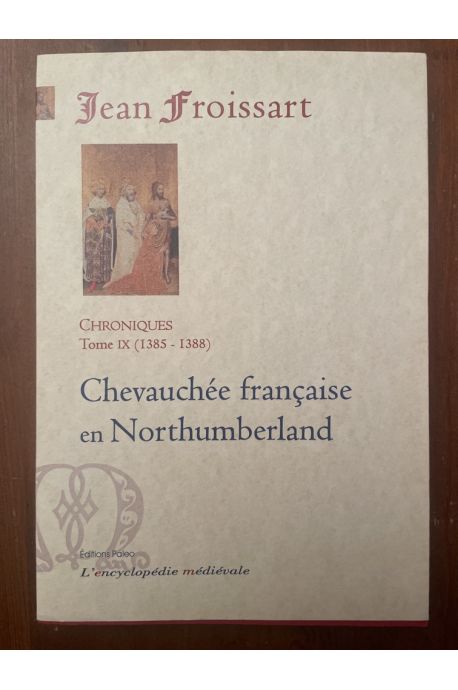 Jean Froissart
CHRONIQUES
Tome IX (1385 - 1388)
Chevauchée française
en Northumberland
Éditions Paleo
L'encyclopédie médiévale